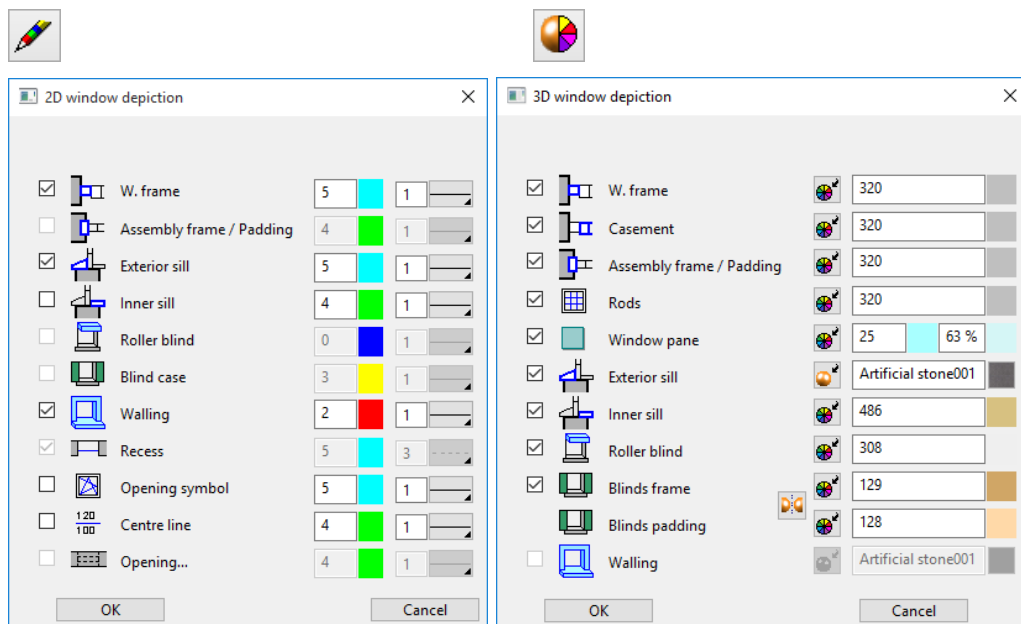 2D window depiction
W. frame 5 1
Assembly frame / Padding 4 1
Exterior sill 5 1
Inner sill 4 1
Roller blind 0 1
Blind case 3 1
Walling 2 1
Recess 5 3
Opening symbol 5 1
120
100
Centre line 4 1
Opening... 4 1
OK Cancel
3D window depiction
W. frame 320
Casement 320
Assembly frame / Padding 320
Rods 320
Window pane 25 63 %
Exterior sill Artificial stone001
Inner sill 486
Roller blind 308
Blinds frame 129
Blinds padding 128
Walling Artificial stone001
OK Cancel